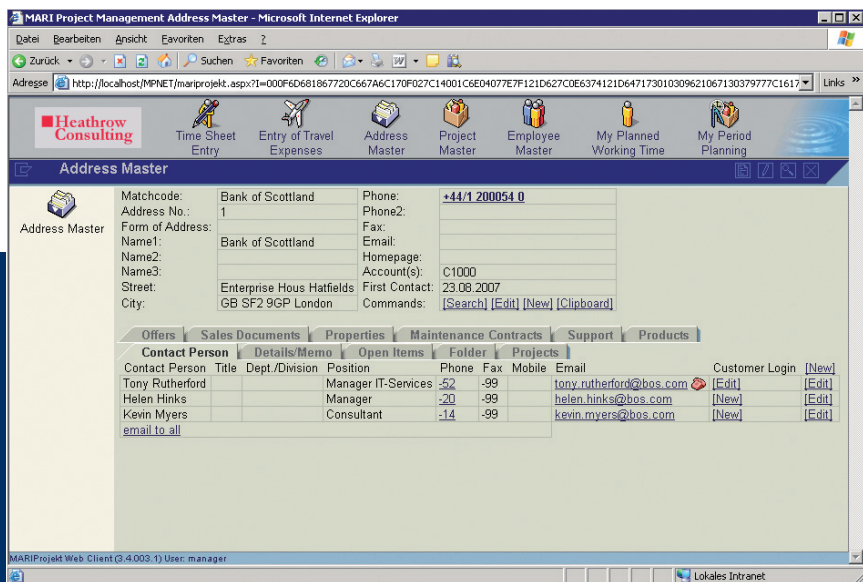 MARI Project Management Address Master - Microsoft Internet Explorer
Datei Bearbeiten Ansicht Favoriten Extras ?
Zurück Suchen Favoriten
Adresse http://localhost/MPNET/mariprojekt.aspx?I=000F6D681867720C667A6C170F027C14001C6E04077E7F121D627C0E6374121D6471730103096210671303797​77C1617 Links »
Heathrow Consulting
Time Sheet Entry
Entry of Travel Expenses
Address Master
Project Master
Employee Master
My Planned Working Time
My Period Planning
Address Master
Address Master
Matchcode: Bank of Scottland Phone: +44/1 200054 0
Address No.: 1 Phone2:
Form of Address: Fax:
Name1: Bank of Scottland Email:
Name2: Homepage:
Name3: Account(s): C1000
Street: Enterprise Hous Hatfields First Contact: 23.08.2007
City: GB SF2 9GP London Commands: [Search] [Edit] [New] [Clipboard]
Offers Sales Documents Properties Maintenance Contracts Support Products
Contact Person Details/Memo Open Items Folder Projects
Contact Person Title Dept./Division Position Phone Fax Mobile Email Customer Login [New]
Tony Rutherford Manager IT-Services -52 -99 tony.rutherford@bos.com [Edit] [Edit]
Helen Hinks Manager -20 -99 helen.hinks@bos.com [New] [Edit]
Kevin Myers Consultant -14 -99 kevin.myers@bos.com [New] [Edit]
email to all
MARIProjekt Web Client (3.4.003.1) User: manager
Lokales Intranet